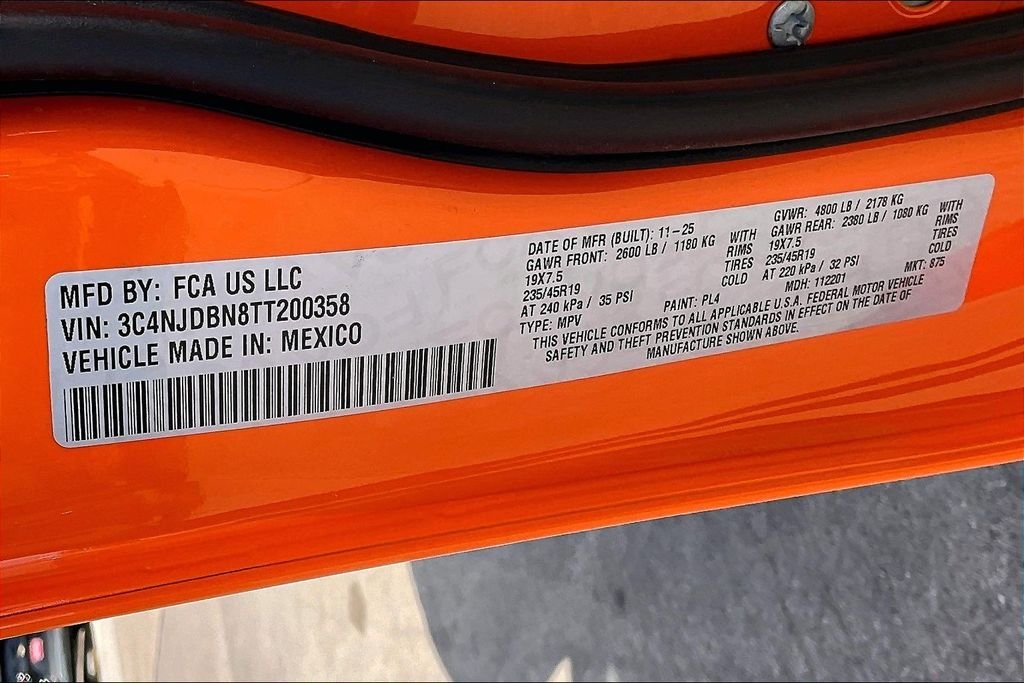 MFD BY: FCA US LLC
VIN: 3C4NJDBN8TT200358
VEHICLE MADE IN: MEXICO
DATE OF MFR (BUILT): 11-25
GAWR FRONT: 2600 LB / 1180 KG WITH
19X7.5 RIMS
235/45R19 TIRES
AT 240 kPa / 35 PSI COLD
TYPE: MPV
GVWR: 4800 LB / 2178 KG
GAWR REAR: 2380 LB / 1080 KG WITH
19X7.5 RIMS
235/45R19 TIRES
AT 220 kPa / 32 PSI COLD
PAINT: PL4 MDH: 112201 MKT: 875
THIS VEHICLE CONFORMS TO ALL APPLICABLE U.S.A. FEDERAL MOTOR VEHICLE
SAFETY AND THEFT PREVENTION STANDARDS IN EFFECT ON THE DATE OF
MANUFACTURE SHOWN ABOVE.